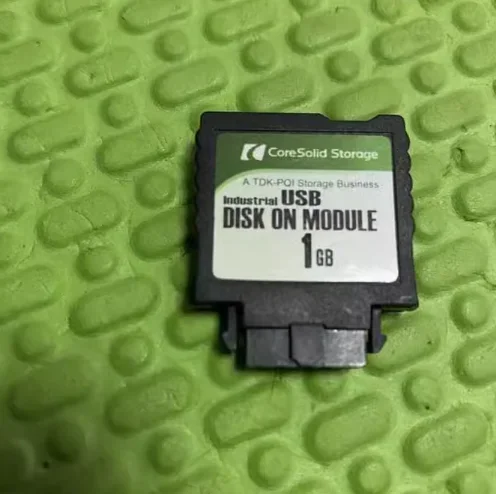 CoreSolid Storage
A TDK-PQI Storage Business
Industrial USB
DISK ON MODULE
1GB